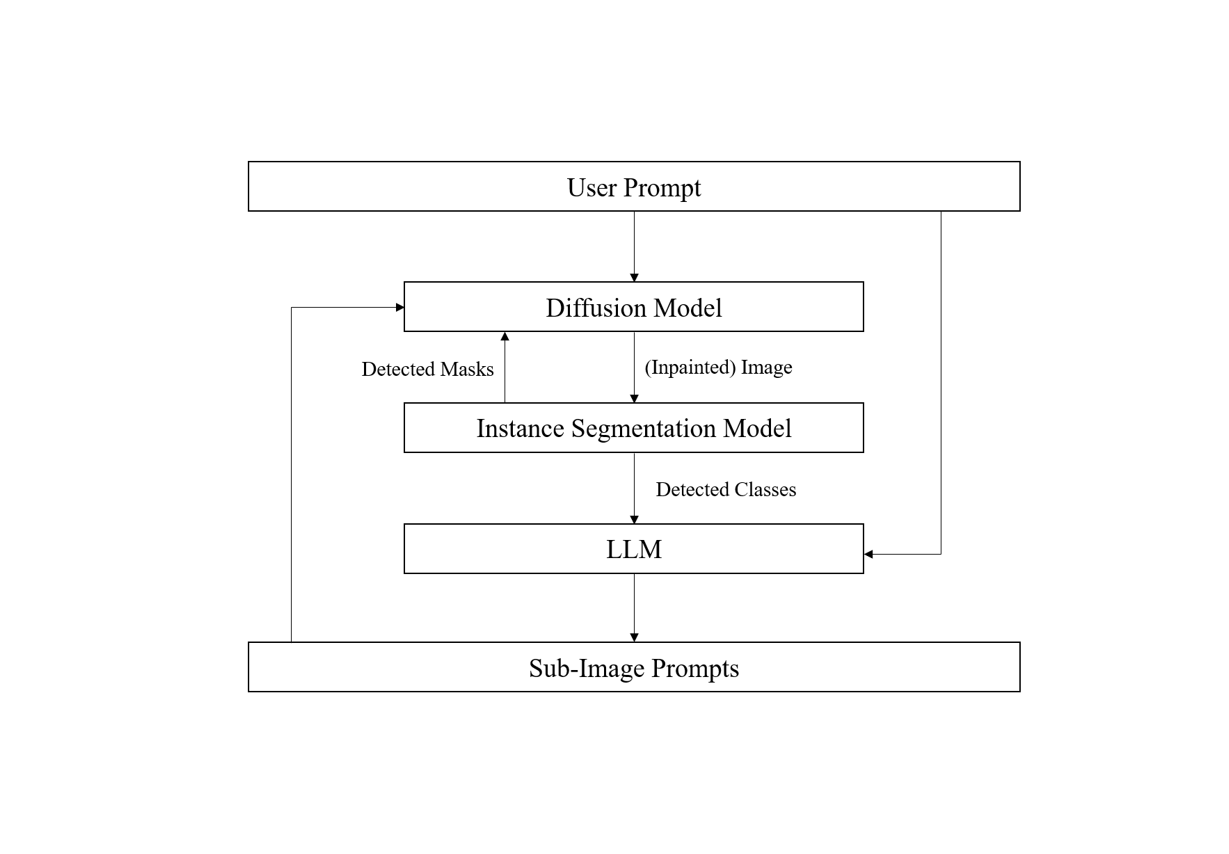 User Prompt
Diffusion Model
Detected Masks
(Inpainted) Image
Instance Segmentation Model
Detected Classes
LLM
Sub-Image Prompts